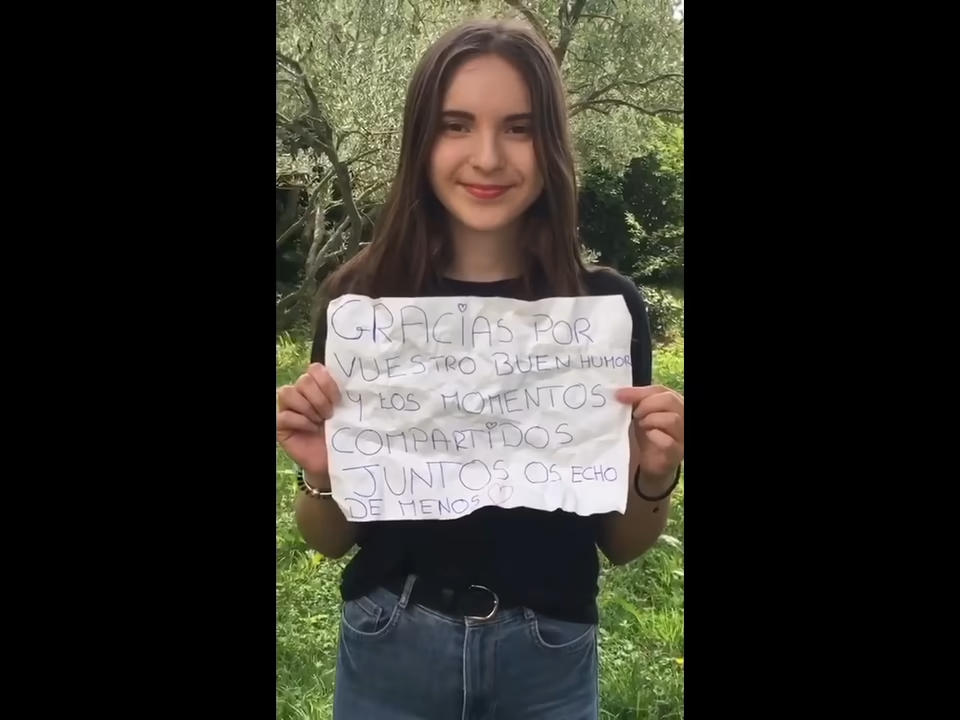 GRACIAS POR
VUESTRO BUEN HUMOR
Y LOS MOMENTOS
COMPARTIDOS
JUNTOS OS ECHO
DE MENOS